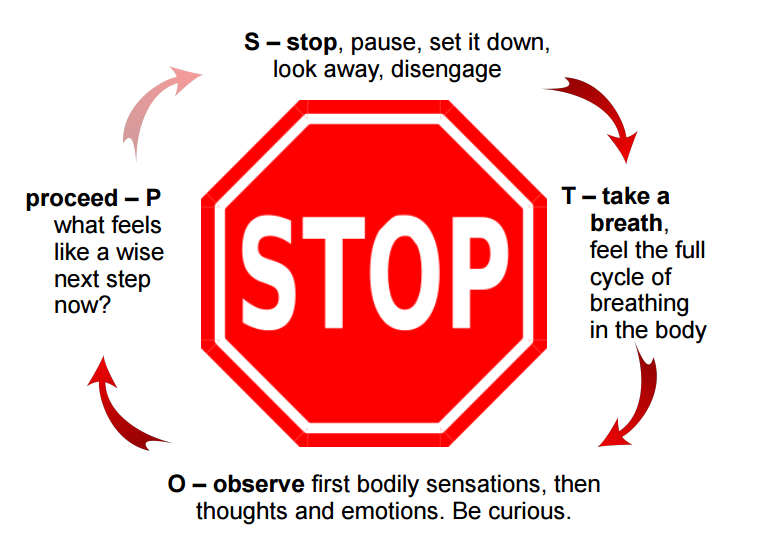 S – stop, pause, set it down,
look away, disengage
T – take a
breath,
feel the full
cycle of
breathing
in the body
O – observe first bodily sensations, then
thoughts and emotions. Be curious.
proceed – P
what feels
like a wise
next step
now?
STOP